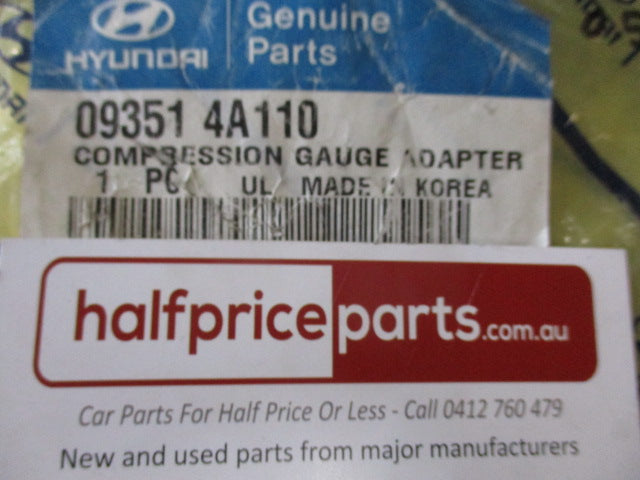 Genuine
HYUNDAI Parts
09351 4A110
COMPRESSION GAUGE ADAPTER
1 PC UL MADE IN KOREA
halfpriceparts.com.au
Car Parts For Half Price Or Less - Call 0412 760 479
New and used parts from major manufacturers